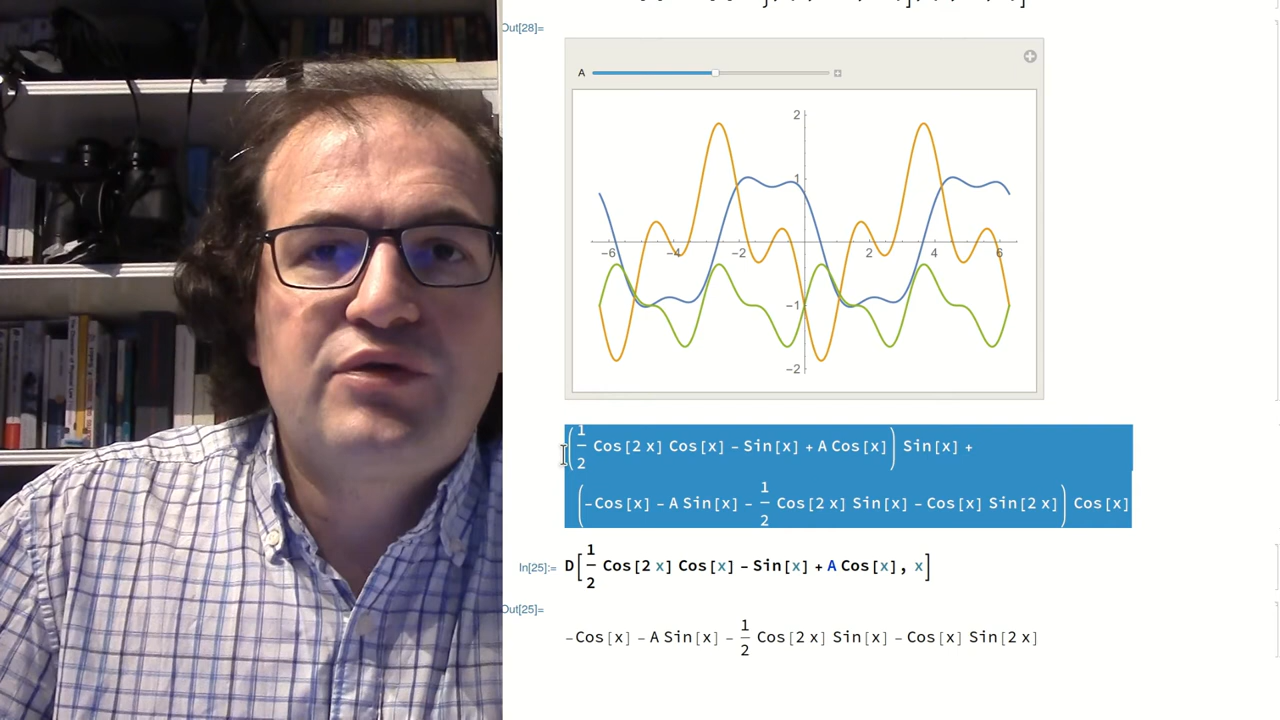 Out[28]=
A
2
1
-6 -4 -2 2 4 6
-1
-2
(1/2 Cos[2 x] Cos[x] - Sin[x] + A Cos[x]) Sin[x] +
(-Cos[x] - A Sin[x] - 1/2 Cos[2 x] Sin[x] - Cos[x] Sin[2 x]) Cos[x]
In[25]:= D[1/2 Cos[2 x] Cos[x] - Sin[x] + A Cos[x], x]
Out[25]=
-Cos[x] - A Sin[x] - 1/2 Cos[2 x] Sin[x] - Cos[x] Sin[2 x]